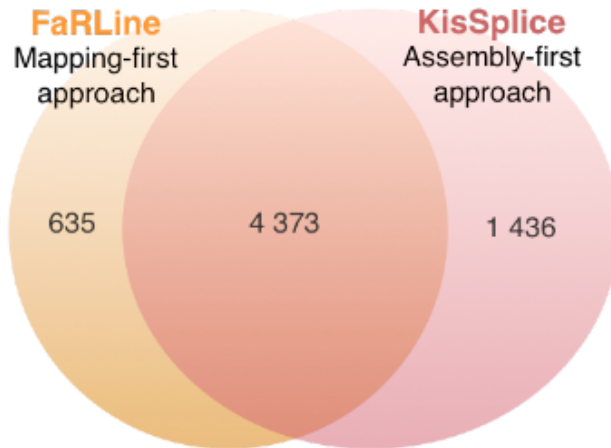 FaRLine
Mapping-first
approach
KisSplice
Assembly-first
approach
635
4 373
1 436